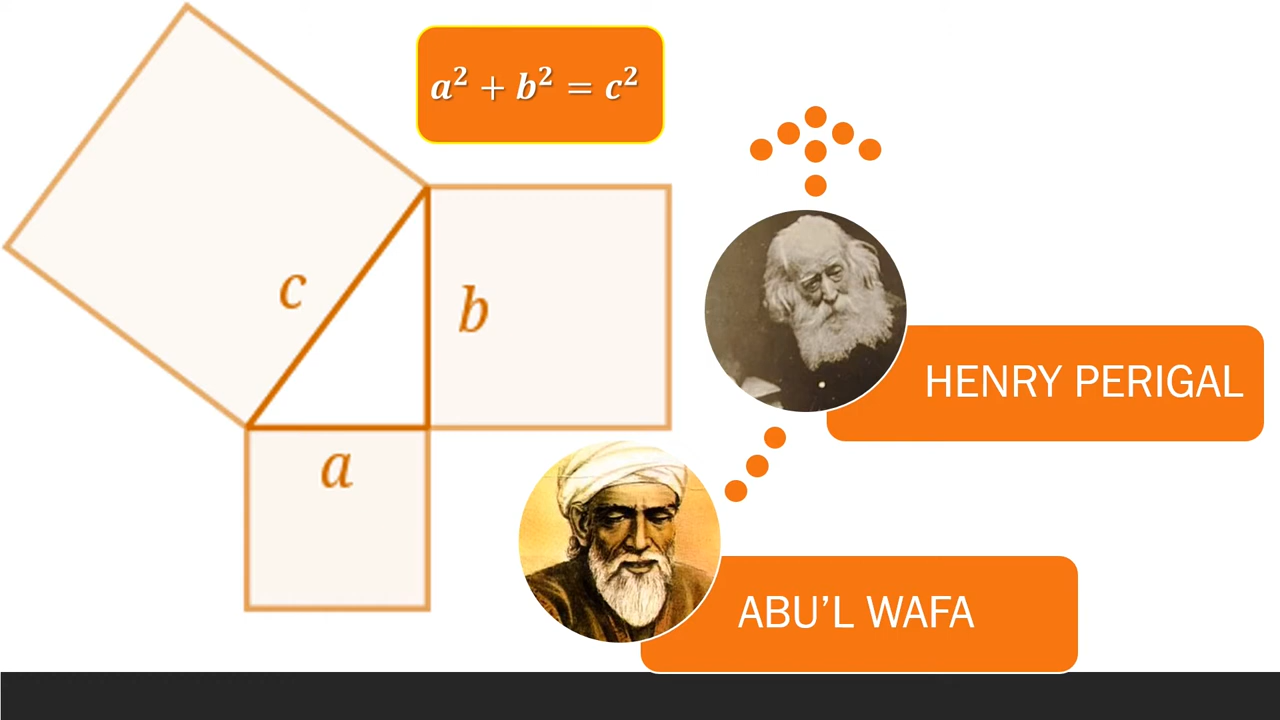 a² + b² = c²
c
b
a
HENRY PERIGAL
ABU’L WAFA